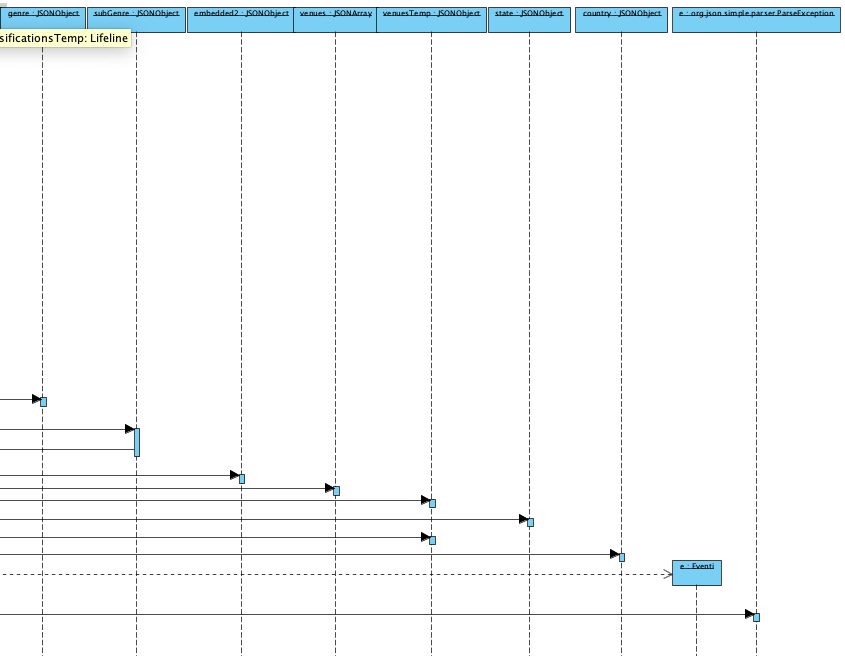 genre : JSONObject
subGenre : JSONObject
embedded2 : JSONObject
venues : JSONArray
venuesTemp : JSONObject
state : JSONObject
country : JSONObject
e : org.json.simple.parser.ParseException
sificationsTemp: Lifeline
e : Eventi